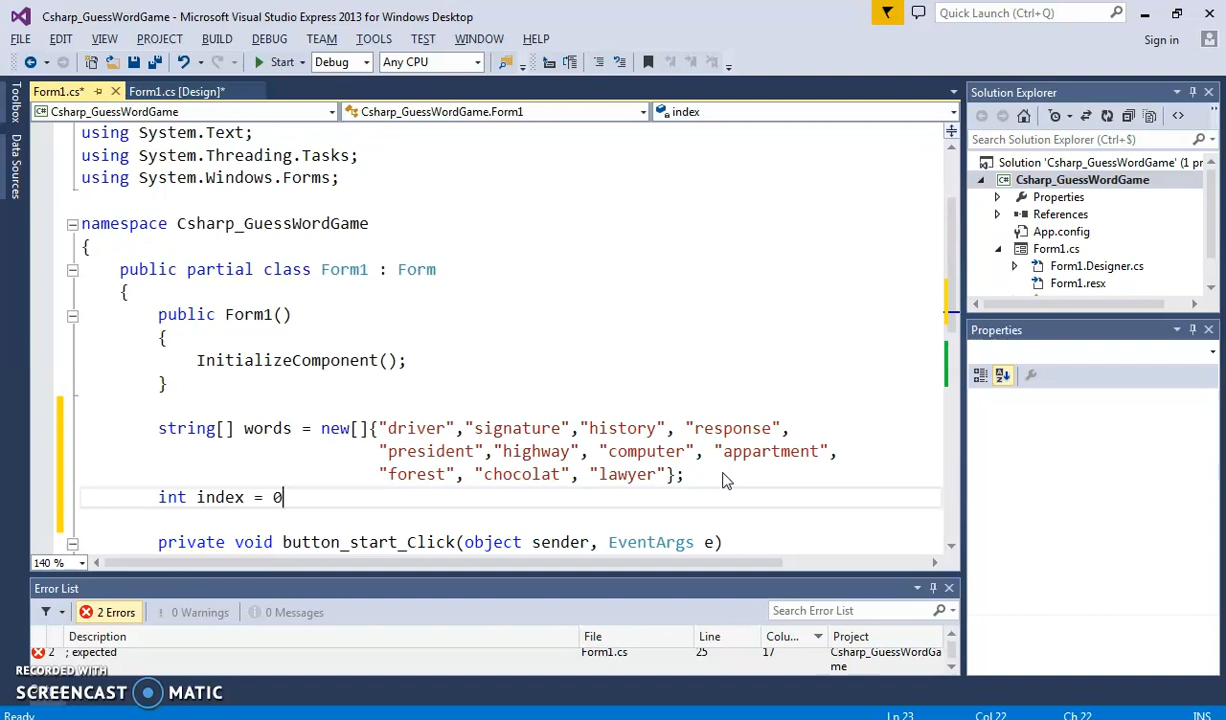 Csharp_GuessWordGame - Microsoft Visual Studio Express 2013 for Windows Desktop
Quick Launch (Ctrl+Q)
FILE EDIT VIEW PROJECT BUILD DEBUG TEAM TOOLS TEST WINDOW HELP
Sign in
Start Debug Any CPU
Toolbox
Data Sources
Form1.cs* Form1.cs [Design]*
Csharp_GuessWordGame Csharp_GuessWordGame.Form1 index
using System.Text;
using System.Threading.Tasks;
using System.Windows.Forms;
namespace Csharp_GuessWordGame
{
public partial class Form1 : Form
{
public Form1()
{
InitializeComponent();
}
string[] words = new[]{"driver","signature","history", "response",
"president","highway", "computer", "appartment",
"forest", "chocolat", "lawyer"};
int index = 0
private void button_start_Click(object sender, EventArgs e)
140 %
Solution Explorer
Search Solution Explorer (Ctrl+$)
Solution 'Csharp_GuessWordGame' (1 pr
Csharp_GuessWordGame
Properties
References
App.config
Form1.cs
Form1.Designer.cs
Form1.resx
Properties
Error List
2 Errors 0 Warnings 0 Messages
Search Error List
Description File Line Colu... Project
2 ; expected Form1.cs 25 17 Csharp_GuessWordGa
me
RECORDED WITH
SCREENCAST MATIC
Ready Ln 23 Col 22 Ch 22 INS